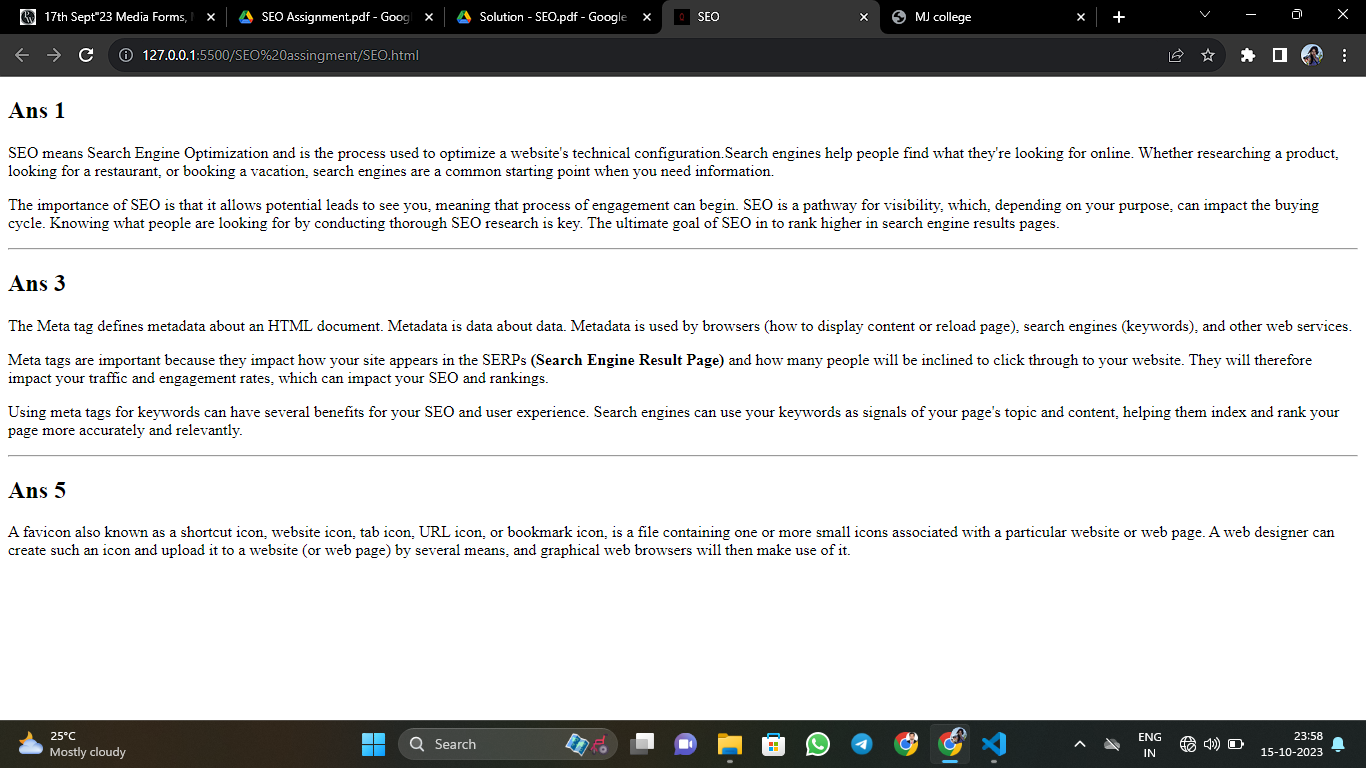 17th Sept"23 Media Forms,
SEO Assignment.pdf - Goog
Solution - SEO.pdf - Google
SEO
MJ college
127.0.0.1:5500/SEO%20assingment/SEO.html
Ans 1
SEO means Search Engine Optimization and is the process used to optimize a website's technical configuration.Search engines help people find what they're looking for online. Whether researching a product,
looking for a restaurant, or booking a vacation, search engines are a common starting point when you need information.
The importance of SEO is that it allows potential leads to see you, meaning that process of engagement can begin. SEO is a pathway for visibility, which, depending on your purpose, can impact the buying
cycle. Knowing what people are looking for by conducting thorough SEO research is key. The ultimate goal of SEO in to rank higher in search engine results pages.
Ans 3
The Meta tag defines metadata about an HTML document. Metadata is data about data. Metadata is used by browsers (how to display content or reload page), search engines (keywords), and other web services.
Meta tags are important because they impact how your site appears in the SERPs (Search Engine Result Page) and how many people will be inclined to click through to your website. They will therefore
impact your traffic and engagement rates, which can impact your SEO and rankings.
Using meta tags for keywords can have several benefits for your SEO and user experience. Search engines can use your keywords as signals of your page's topic and content, helping them index and rank your
page more accurately and relevantly.
Ans 5
A favicon also known as a shortcut icon, website icon, tab icon, URL icon, or bookmark icon, is a file containing one or more small icons associated with a particular website or web page. A web designer can
create such an icon and upload it to a website (or web page) by several means, and graphical web browsers will then make use of it.
25°C
Mostly cloudy
Search
ENG
IN
23:58
15-10-2023